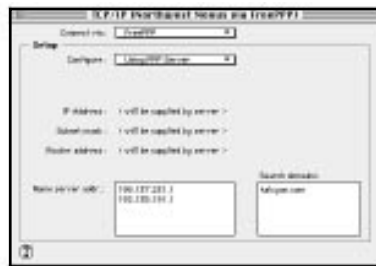 TCP/IP (Northwest Nexus via FreePPP)
Connect via: FreePPP
Setup
Configure: Using PPP Server
IP Address: < will be supplied by server >
Subnet mask: < will be supplied by server >
Router address: < will be supplied by server >
Name server addr.:
Search domains: